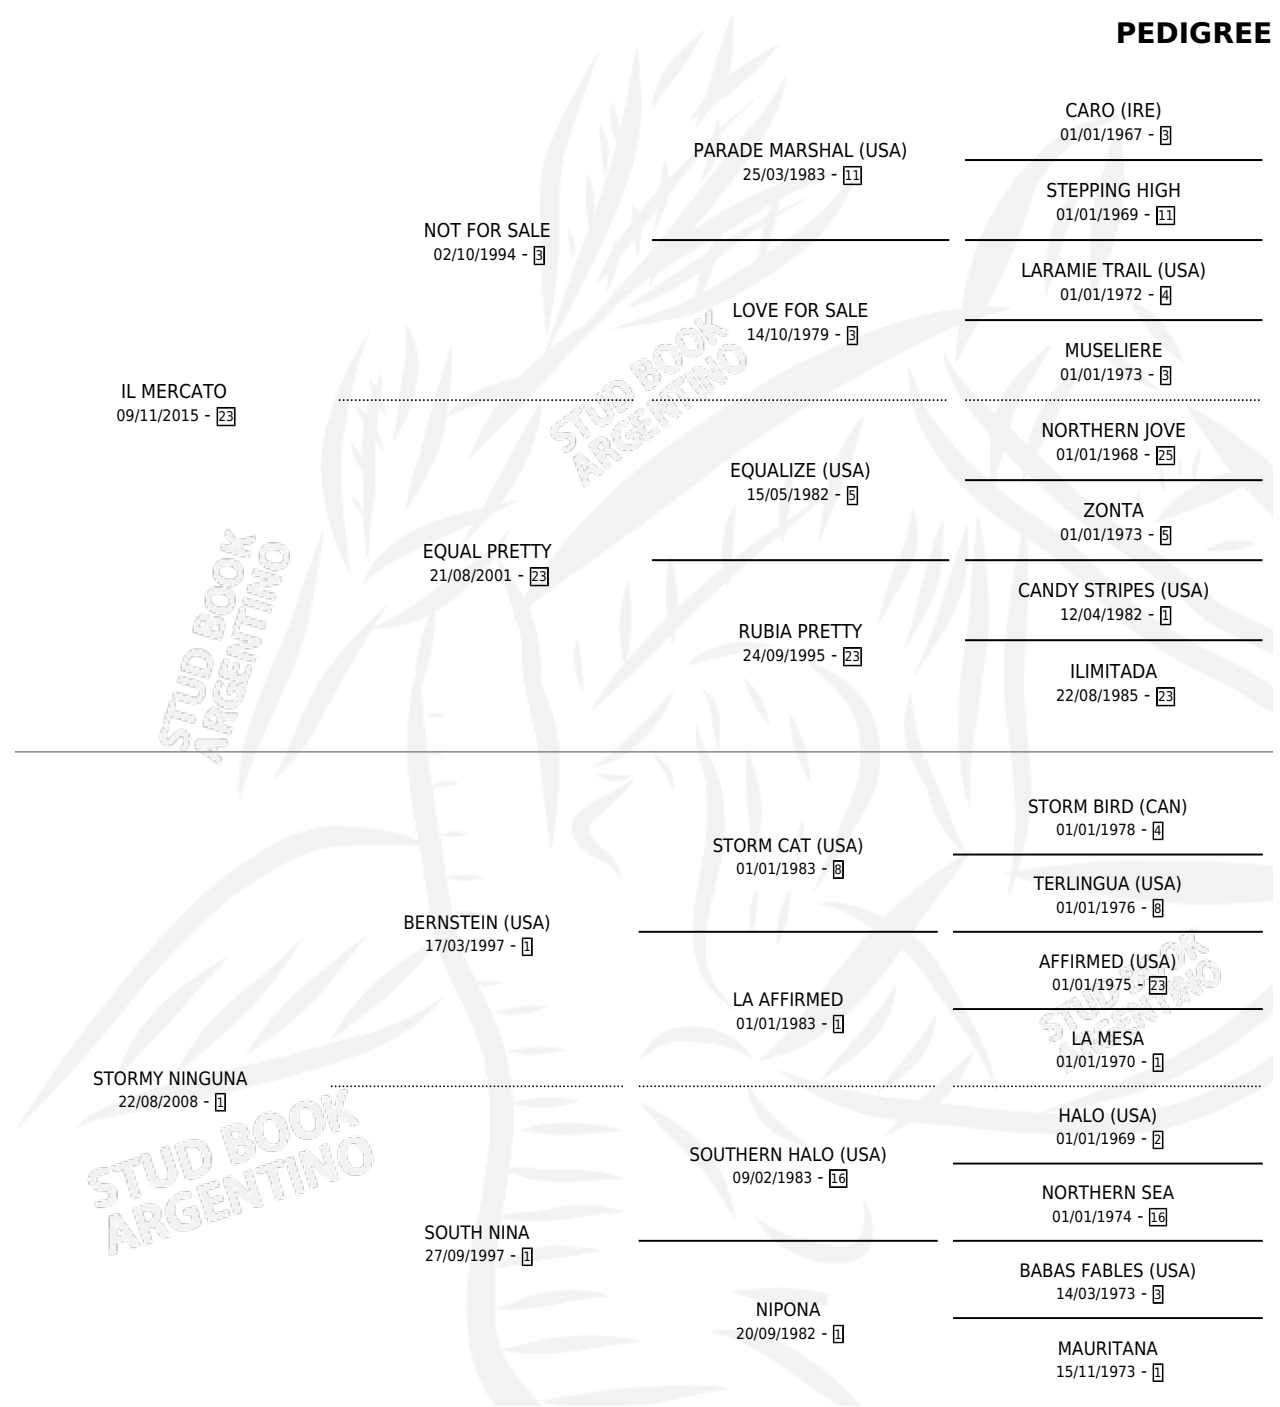 PEDIGREE
CARO (IRE)
01/01/1967 - 3
PARADE MARSHAL (USA)
25/03/1983 - 11
STEPPING HIGH
01/01/1969 - 11
NOT FOR SALE
02/10/1994 - 3
LARAMIE TRAIL (USA)
01/01/1972 - 4
LOVE FOR SALE
14/10/1979 - 3
MUSELIERE
01/01/1973 - 3
IL MERCATO
09/11/2015 - 23
NORTHERN JOVE
01/01/1968 - 25
EQUALIZE (USA)
15/05/1982 - 5
ZONTA
01/01/1973 - 5
EQUAL PRETTY
21/08/2001 - 23
CANDY STRIPES (USA)
12/04/1982 - 1
RUBIA PRETTY
24/09/1995 - 23
ILIMITADA
22/08/1985 - 23
STORM BIRD (CAN)
01/01/1978 - 4
STORM CAT (USA)
01/01/1983 - 8
TERLINGUA (USA)
01/01/1976 - 8
BERNSTEIN (USA)
17/03/1997 - 1
AFFIRMED (USA)
01/01/1975 - 23
LA AFFIRMED
01/01/1983 - 1
LA MESA
01/01/1970 - 1
STORMY NINGUNA
22/08/2008 - 1
HALO (USA)
01/01/1969 - 2
SOUTHERN HALO (USA)
09/02/1983 - 16
NORTHERN SEA
01/01/1974 - 16
SOUTH NINA
27/09/1997 - 1
BABAS FABLES (USA)
14/03/1973 - 3
NIPONA
20/09/1982 - 1
MAURITANA
15/11/1973 - 1
STUD BOOK
ARGENTINO
STUD BOOK
ARGENTINO
STUD BOOK
ARGENTINO
STUD BOOK
ARGENTINO